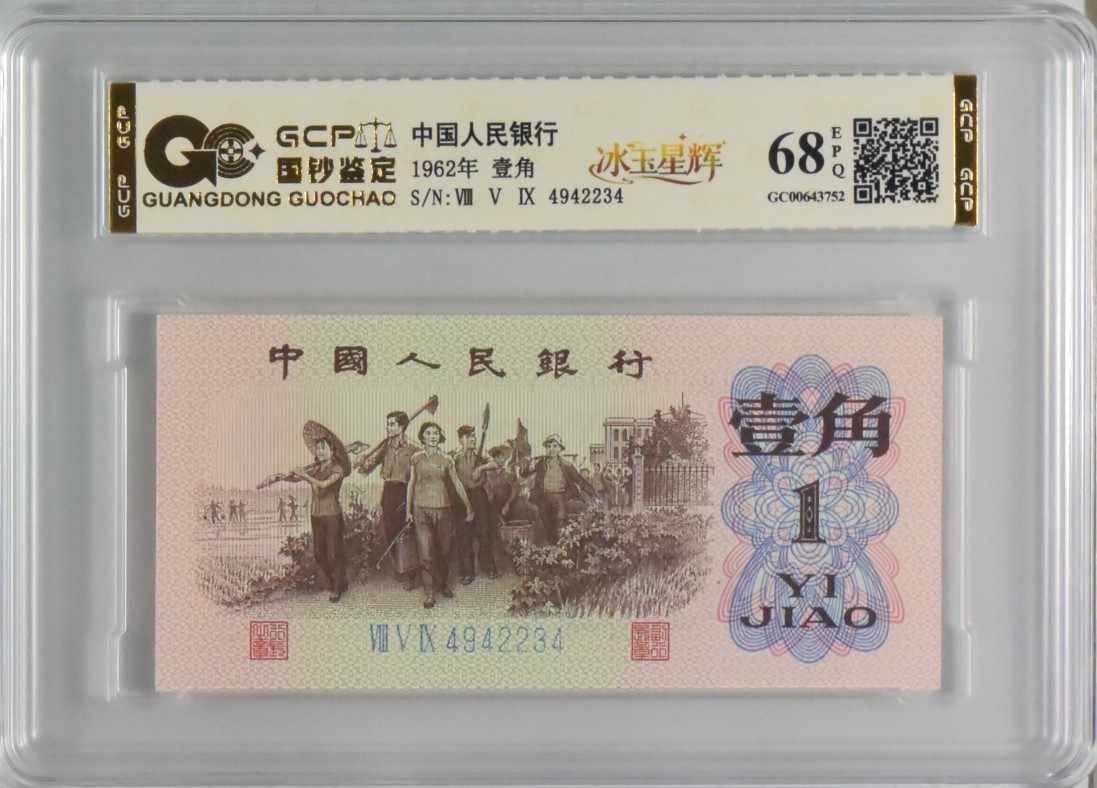 GCP
国钞鉴定
GUANGDONG GUOCHAO
中国人民银行
1962年 壹角
S/N: Ⅷ Ⅴ Ⅸ 4942234
冰玉星辉
68 EPQ
GC00643752
GCP GCP
GCP GCP
中國人民銀行
壹角
1
YI
JIAO
Ⅷ Ⅴ Ⅸ 4942234